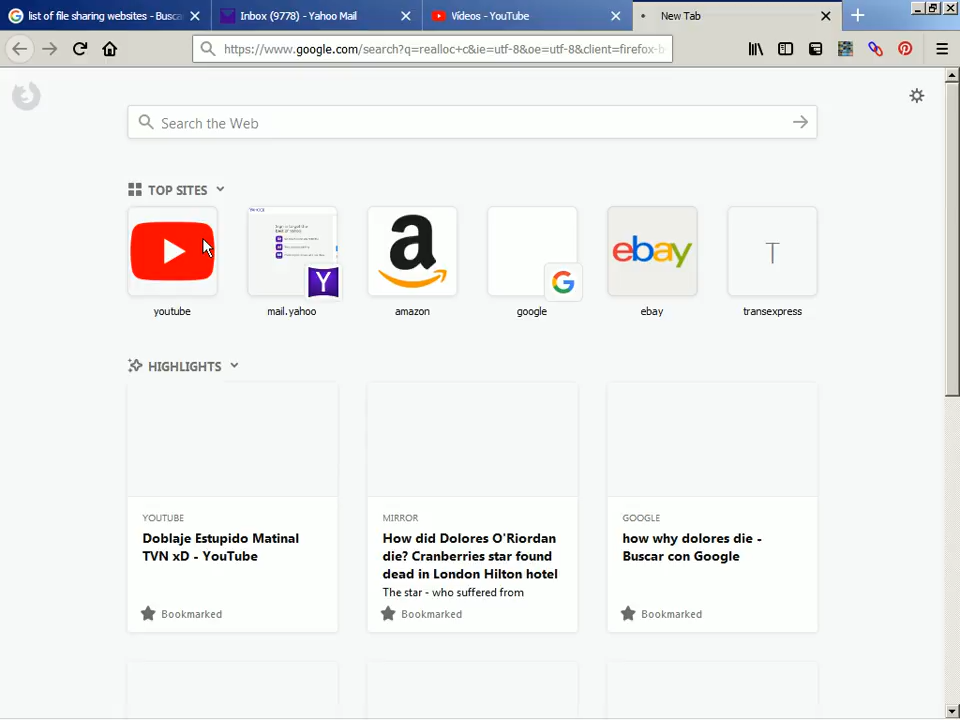 list of file sharing websites - Busca
Inbox (9778) - Yahoo Mail
Vídeos - YouTube
New Tab
https://www.google.com/search?q=realloc+c&ie=utf-8&oe=utf-8&client=firefox-b
Search the Web
TOP SITES
a
G
ebay
T
Y
youtube
mail.yahoo
amazon
google
ebay
transexpress
HIGHLIGHTS
YOUTUBE
Doblaje Estupido Matinal
TVN xD - YouTube
Bookmarked
MIRROR
How did Dolores O'Riordan
die? Cranberries star found
dead in London Hilton hotel
The star - who suffered from
Bookmarked
GOOGLE
how why dolores die -
Buscar con Google
Bookmarked